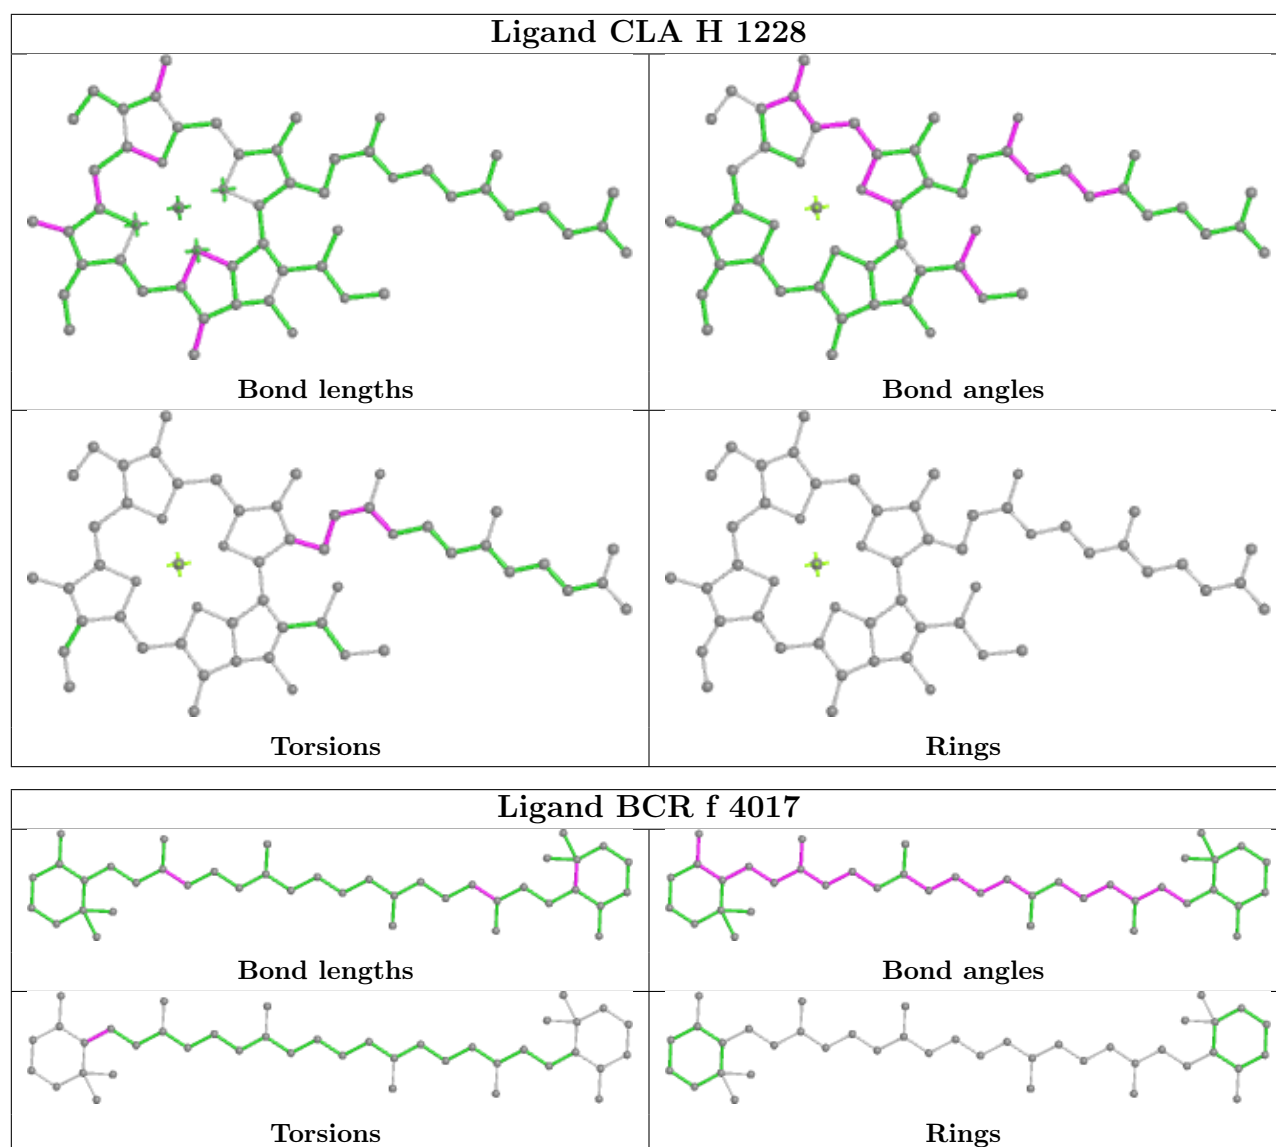 Ligand CLA H 1228
Bond lengths
Bond angles
Torsions
Rings
Ligand BCR f 4017
Bond lengths
Bond angles
Torsions
Rings